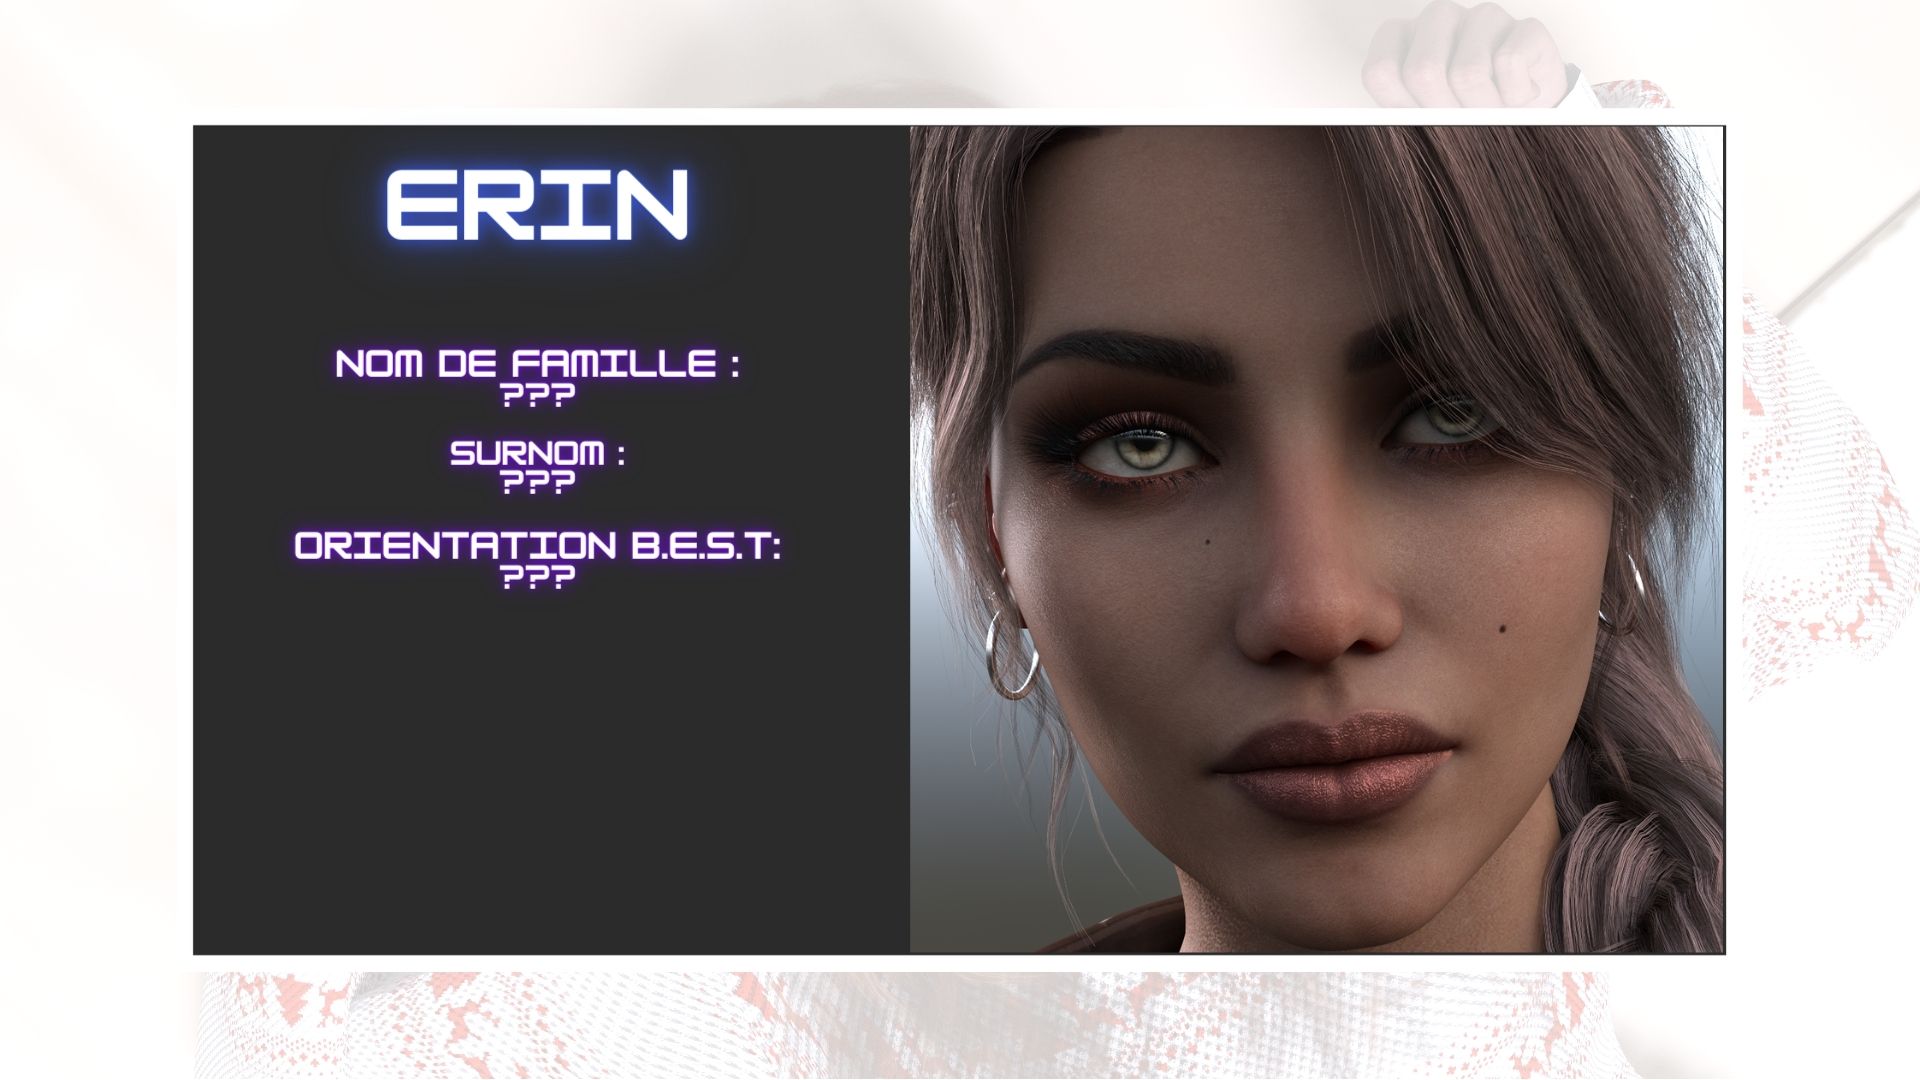 ERIN
NOM DE FAMILLE :
???
SURNOM :
???
ORIENTATION B.E.S.T:
???